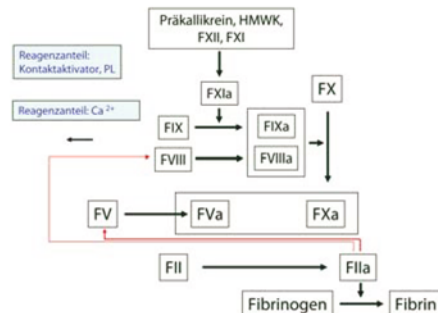 Präkallikrein, HMWK,
FXII, FXI
Reagenzanteil:
Kontaktaktivator, PL
FXIa
FX
Reagenzanteil: Ca 2+
FIX
FIXa
FVIII
FVIIIa
FV
FVa
FXa
FII
FIIa
Fibrinogen
Fibrin